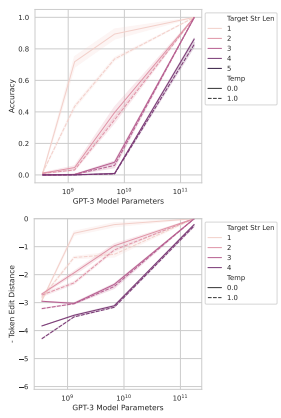 1.0
0.8
0.6
0.4
0.2
0.0
Accuracy
10⁹ 10¹⁰ 10¹¹
GPT-3 Model Parameters
Target Str Len
1
2
3
4
5
Temp
0.0
1.0
0
−1
−2
−3
−4
−5
−6
- Token Edit Distance
10⁹ 10¹⁰ 10¹¹
GPT-3 Model Parameters
Target Str Len
1
2
3
4
Temp
0.0
1.0